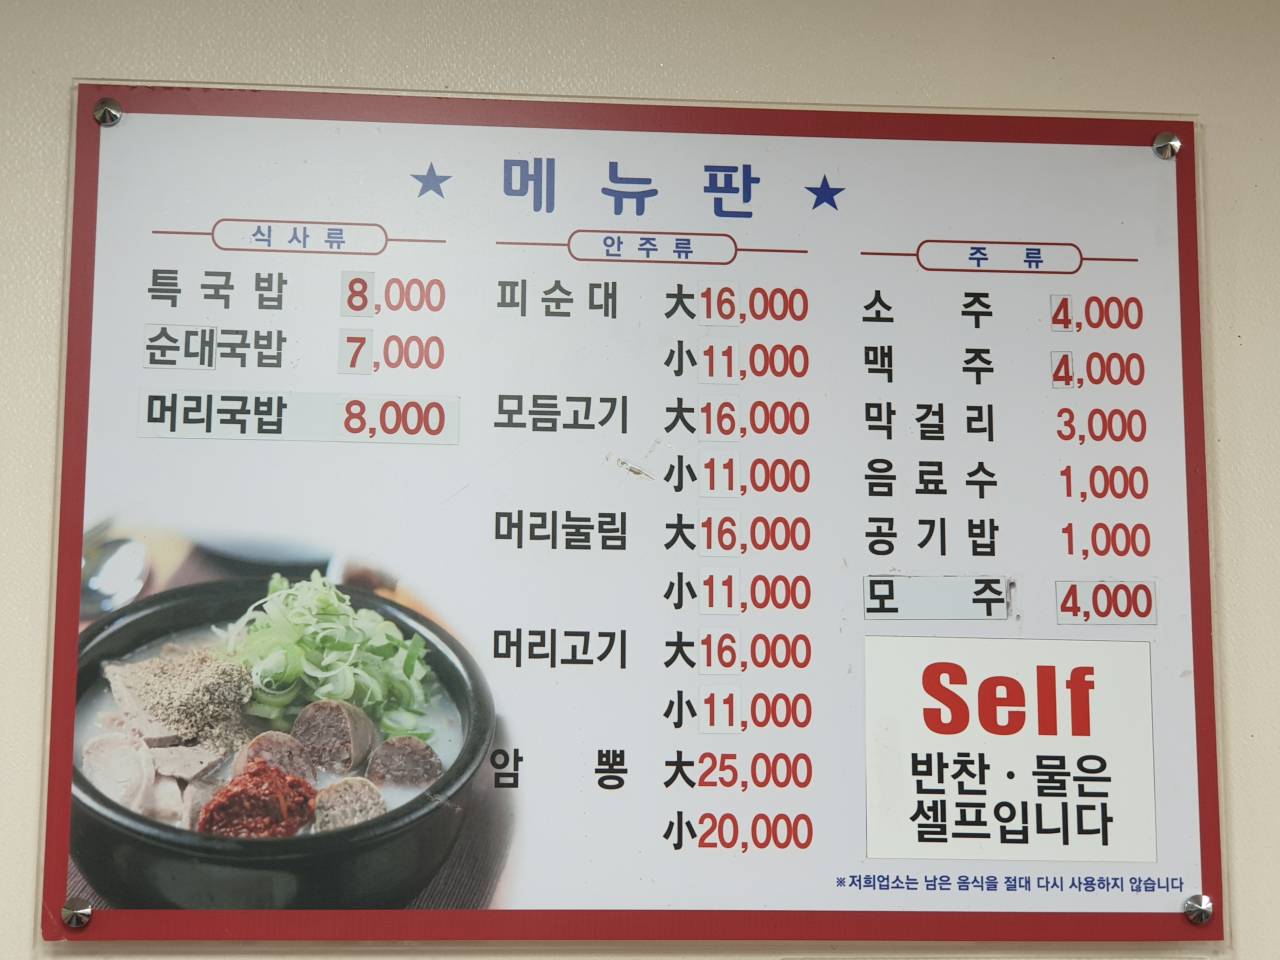 ★ 메뉴판 ★
식사류
특국밥 8,000
순대국밥 7,000
머리국밥 8,000
안주류
피순대 大16,000
小11,000
모듬고기 大16,000
小11,000
머리눌림 大16,000
小11,000
머리고기 大16,000
小11,000
암뽕 大25,000
小20,000
주류
소주 4,000
맥주 4,000
막걸리 3,000
음료수 1,000
공기밥 1,000
모주 4,000
Self
반찬·물은
셀프입니다
※저희업소는 남은 음식을 절대 다시 사용하지 않습니다